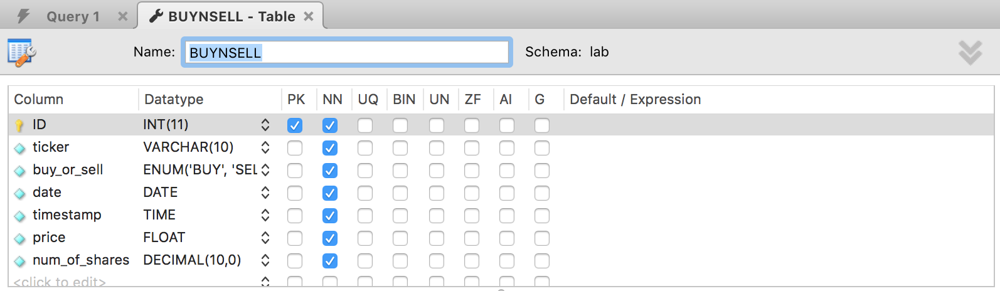 Query 1 BUYNSELL - Table
Name: BUYNSELL Schema: lab
Column Datatype PK NN UQ BIN UN ZF AI G Default / Expression
ID INT(11)
ticker VARCHAR(10)
buy_or_sell ENUM('BUY', 'SEL
date DATE
timestamp TIME
price FLOAT
num_of_shares DECIMAL(10,0)
<click to edit>